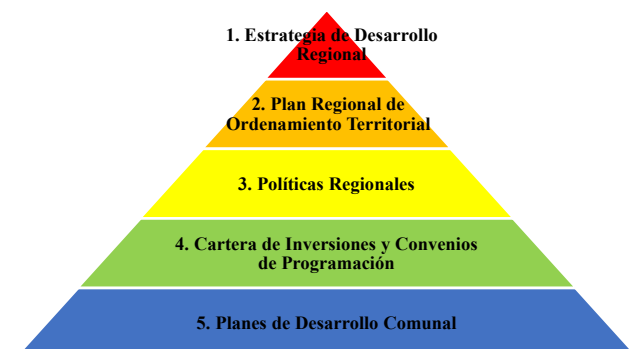 1. Estrategia de Desarrollo
Regional
2. Plan Regional de
Ordenamiento Territorial
3. Políticas Regionales
4. Cartera de Inversiones y Convenios
de Programación
5. Planes de Desarrollo Comunal